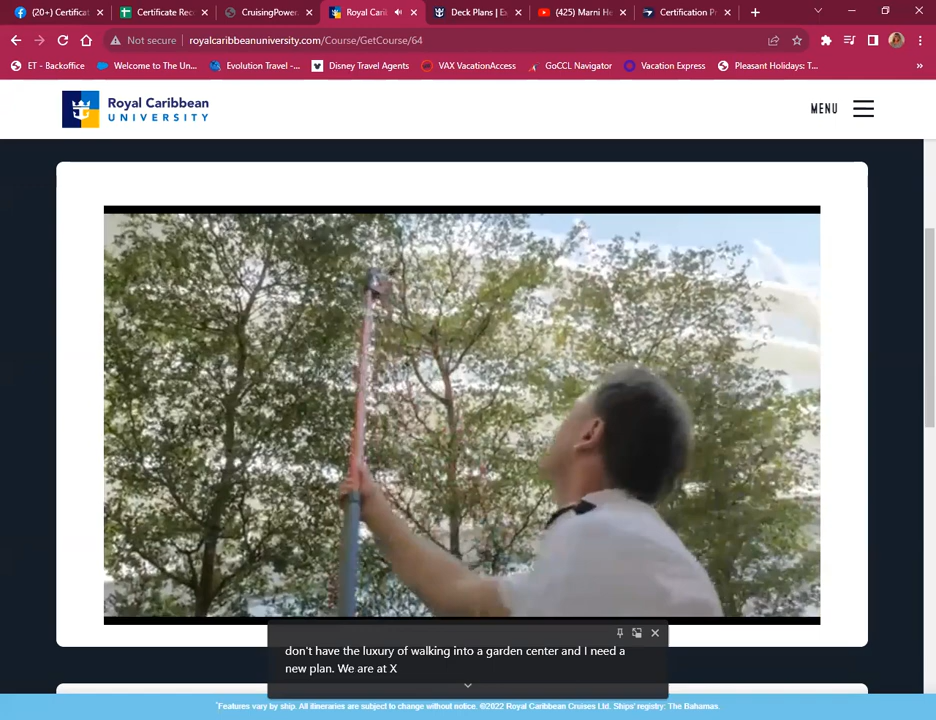 (20+) Certificat
Certificate Rec
CruisingPower.
Royal Cari
Deck Plans | Ex
(425) Marni He
Certification Pr
Not secure
royalcaribbeanuniversity.com/Course/GetCourse/64
ET - Backoffice
Welcome to The Un...
Evolution Travel -...
Disney Travel Agents
VAX VacationAccess
GoCCL Navigator
Vacation Express
Pleasant Holidays: T...
»
Royal Caribbean
UNIVERSITY
MENU
don't have the luxury of walking into a garden center and I need a
new plan. We are at X
*Features vary by ship. All itineraries are subject to change without notice. ©2022 Royal Caribbean Cruises Ltd. Ships' registry: The Bahamas.